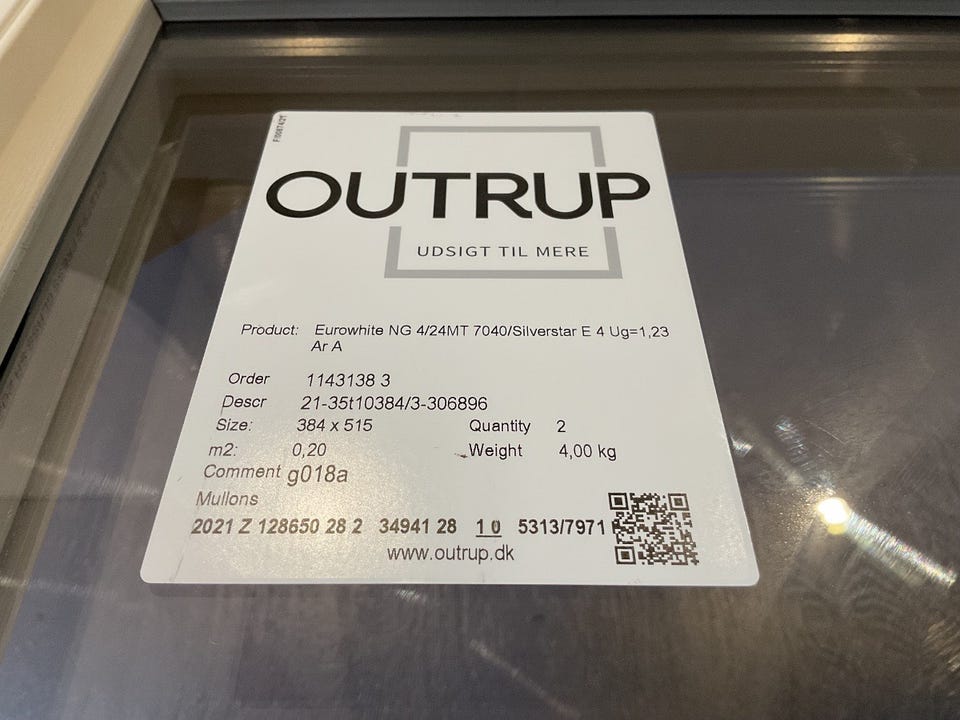 F/0087421
OUTRUP
UDSIGT TIL MERE
Product: Eurowhite NG 4/24MT 7040/Silverstar E 4 Ug=1,23
Ar A
Order 1143138 3
Descr 21-35t10384/3-306896
Size: 384 x 515 Quantity 2
m2: 0,20 Weight 4,00 kg
Comment g018a
Mullons
2021 Z 128650 28 2 34941 28 10 5313/7971
www.outrup.dk